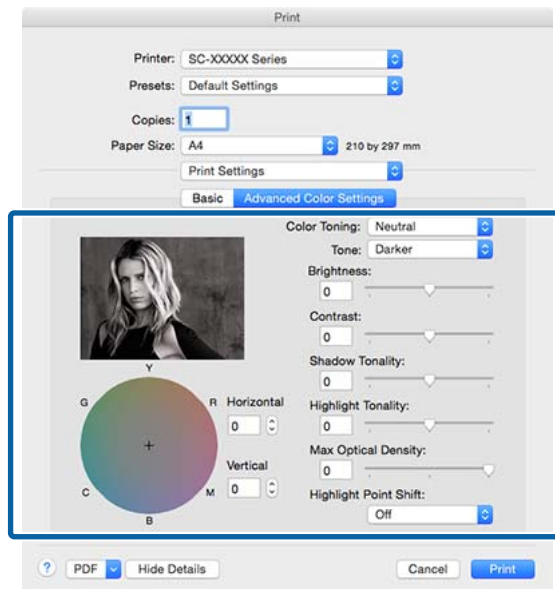 Print
Printer: SC-XXXXX Series
Presets: Default Settings
Copies: 1
Paper Size: A4 210 by 297 mm
Print Settings
Basic Advanced Color Settings
Color Toning: Neutral
Tone: Darker
Brightness:
0
Contrast:
0
Shadow Tonality:
0
Highlight Tonality:
0
Max Optical Density:
0
Highlight Point Shift:
Off
Y
G R
C M
B
Horizontal
0
Vertical
0
? PDF Hide Details Cancel Print